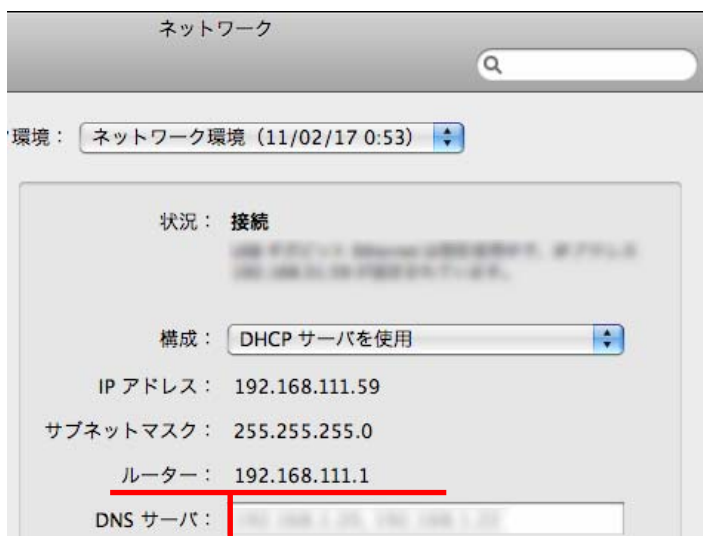 ネットワーク
環境： ネットワーク環境（11/02/17 0:53）
状況： 接続
構成： DHCP サーバを使用
IP アドレス： 192.168.111.59
サブネットマスク： 255.255.255.0
ルーター： 192.168.111.1
DNS サーバ：